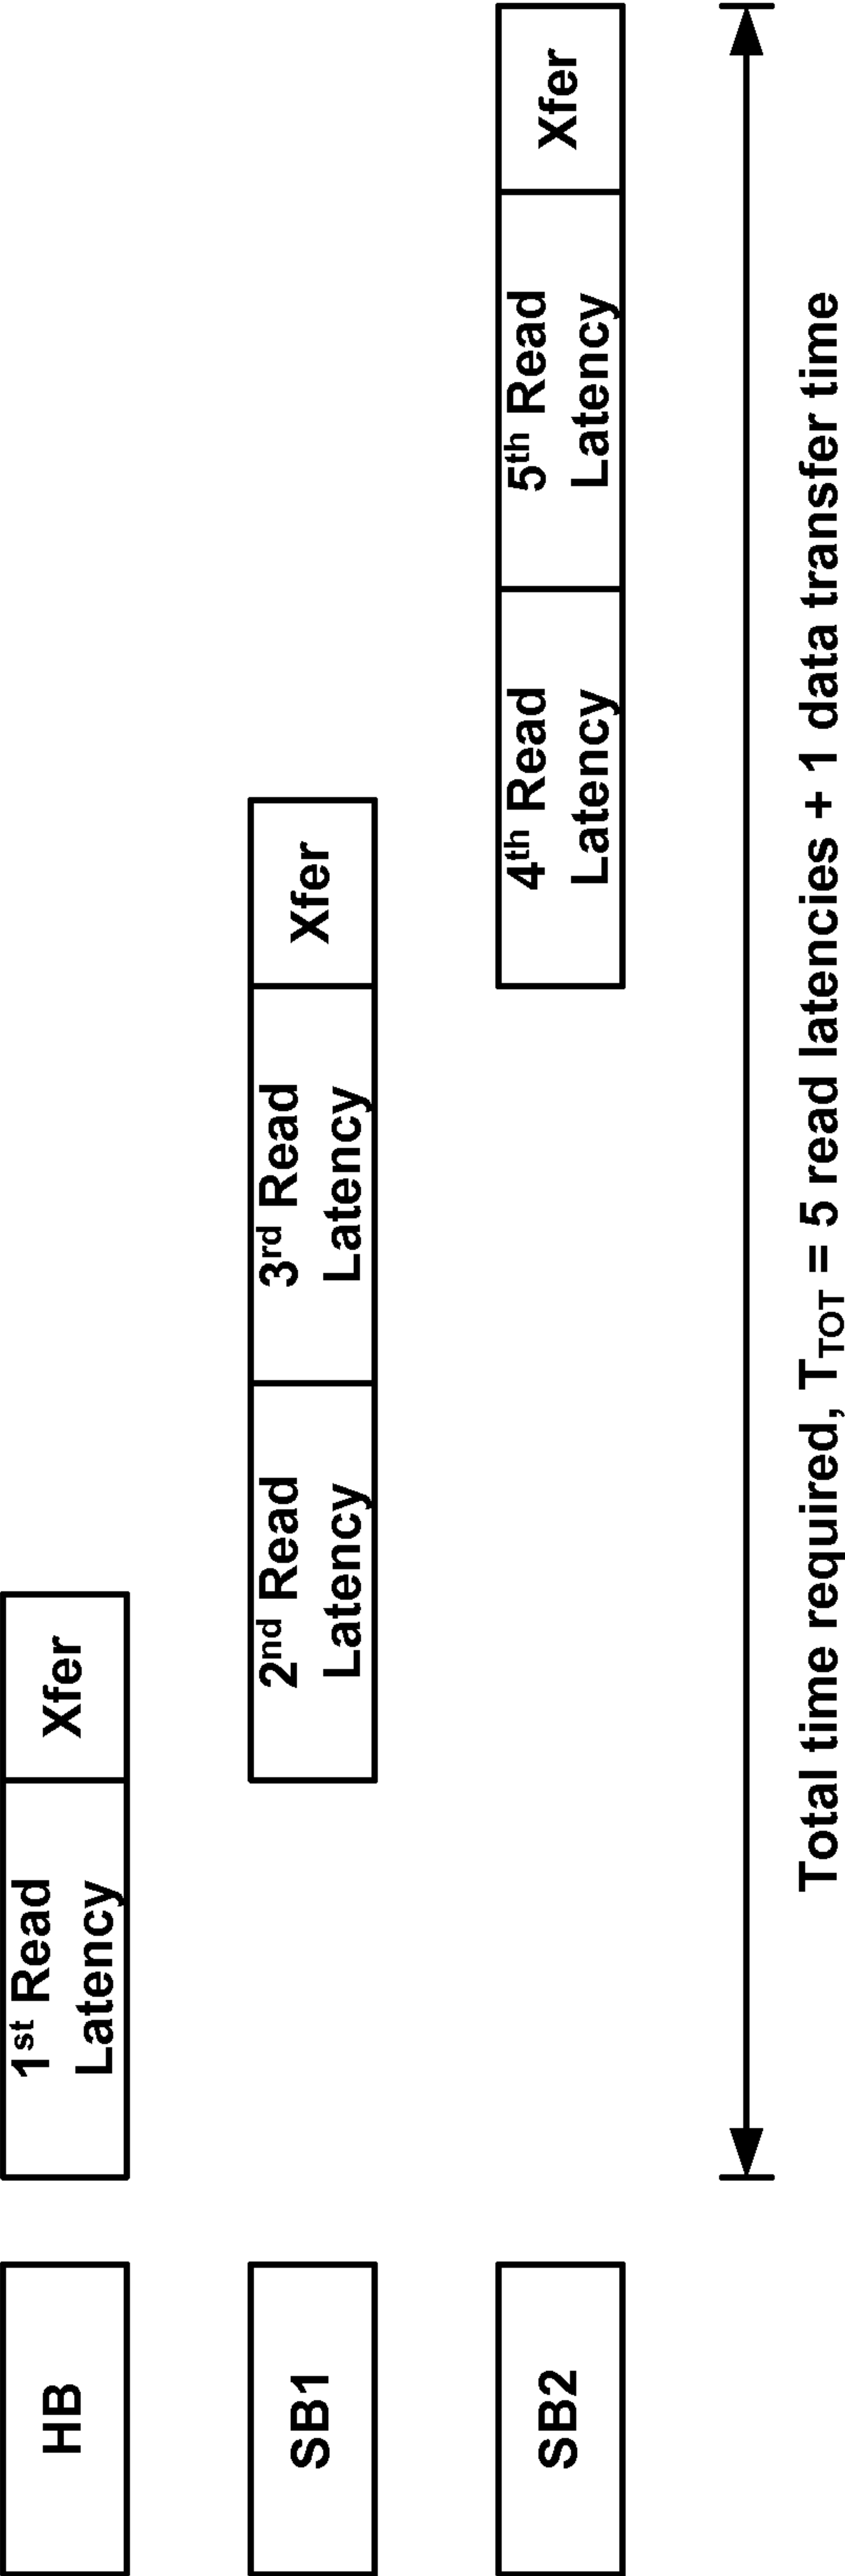 HB
1st Read
Latency
Xfer
SB1
2nd Read
Latency
3rd Read
Latency
Xfer
SB2
4th Read
Latency
5th Read
Latency
Xfer
Total time required, TTOT = 5 read latencies + 1 data transfer time